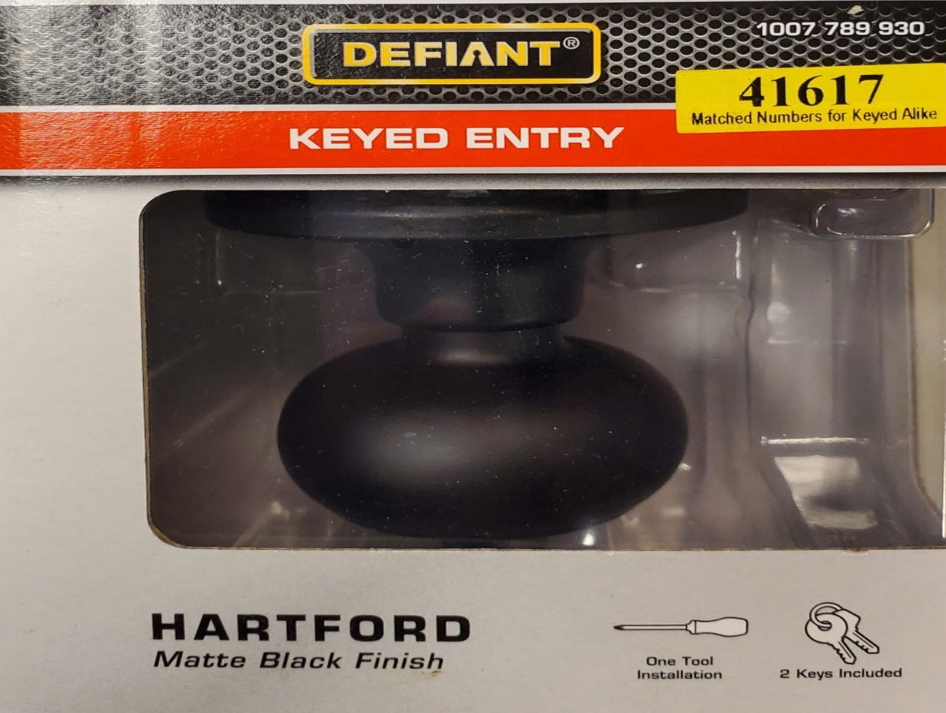 DEFIANT®
1007 789 930
41617
Matched Numbers for Keyed Alike
KEYED ENTRY
HARTFORD
Matte Black Finish
One Tool
Installation
2 Keys Included